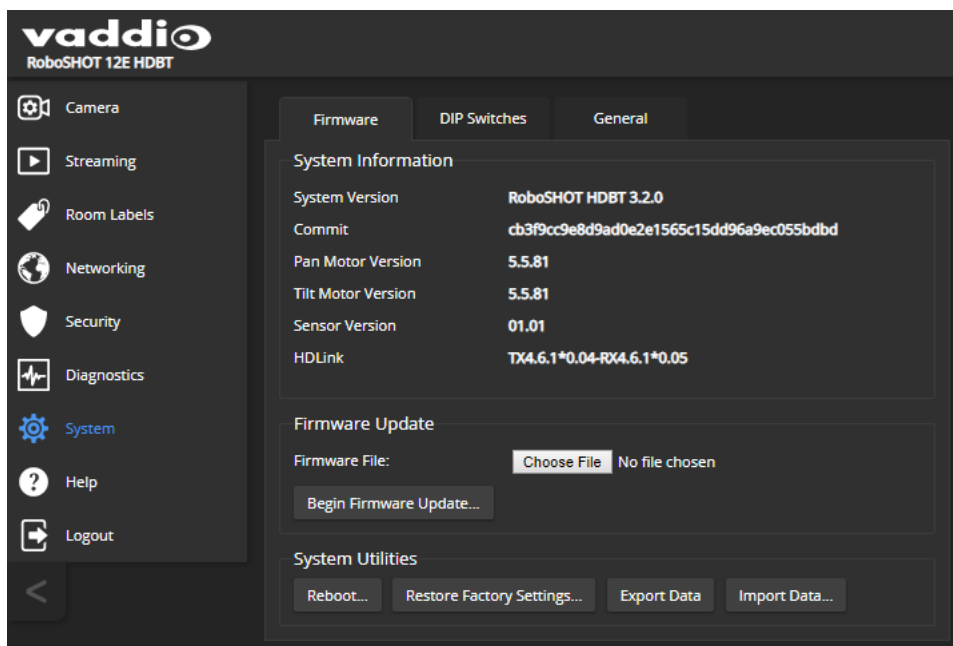 vaddio
RoboSHOT 12E HDBT
Camera
Streaming
Room Labels
Networking
Security
Diagnostics
System
Help
Logout
<
Firmware DIP Switches General
System Information
System Version RoboSHOT HDBT 3.2.0
Commit cb3f9cc9e8d9ad0e2e1565c15dd96a9ec055bdbd
Pan Motor Version 5.5.81
Tilt Motor Version 5.5.81
Sensor Version 01.01
HDLink TX4.6.1*0.04-RX4.6.1*0.05
Firmware Update
Firmware File: Choose File No file chosen
Begin Firmware Update...
System Utilities
Reboot... Restore Factory Settings... Export Data Import Data...